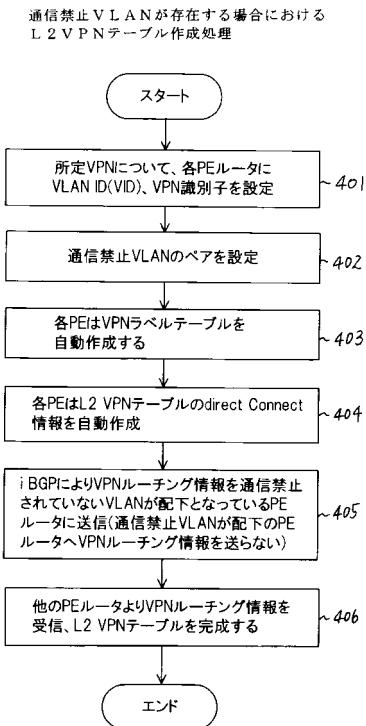 通信禁止VLANが存在する場合における
L2VPNテーブル作成処理
スタート
所定VPNについて、各PEルータに
VLAN ID(VID)、VPN識別子を設定
~401
通信禁止VLANのペアを設定
~402
各PEはVPNラベルテーブルを
自動作成する
~403
各PEはL2 VPNテーブルのdirect Connect
情報を自動作成
~404
iBGPによりVPNルーチング情報を通信禁止
されていないVLANが配下となっているPE
ルータに送信(通信禁止VLANが配下のPE
ルータへVPNルーチング情報を送らない)
~405
他のPEルータよりVPNルーチング情報を
受信、L2 VPNテーブルを完成する
~406
エンド